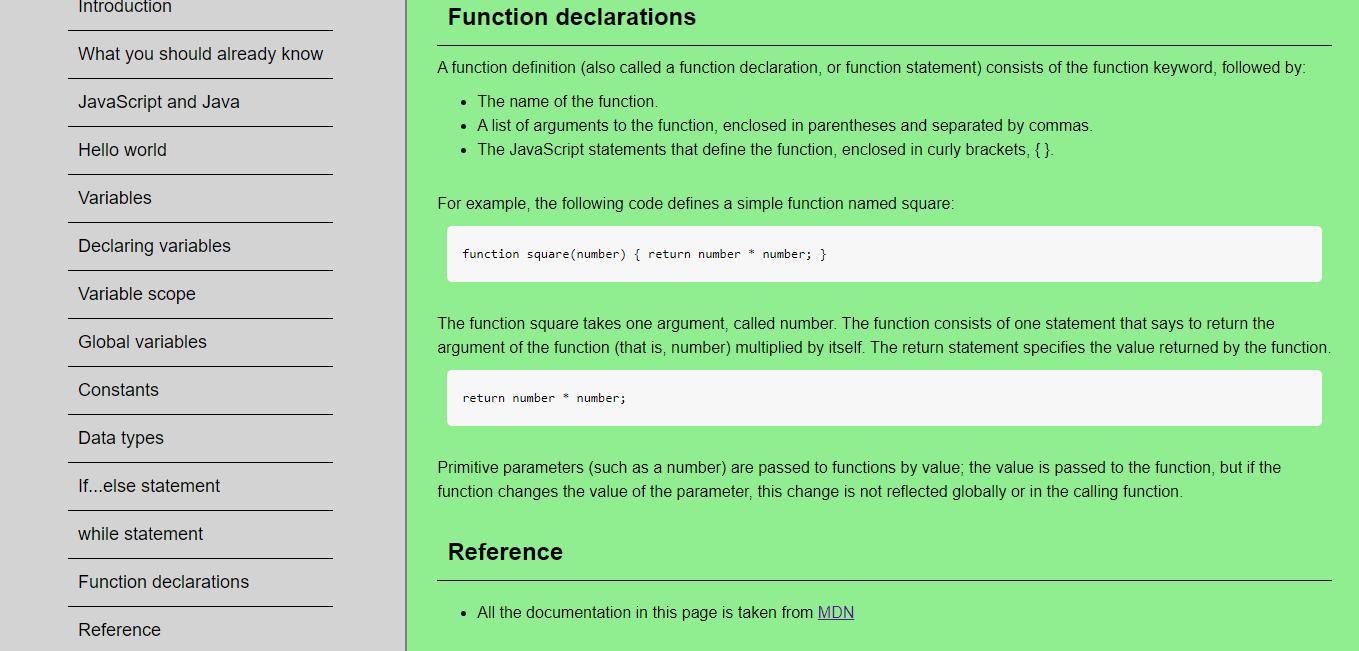 Introduction
What you should already know
JavaScript and Java
Hello world
Variables
Declaring variables
Variable scope
Global variables
Constants
Data types
If...else statement
while statement
Function declarations
Reference
Function declarations
A function definition (also called a function declaration, or function statement) consists of the function keyword, followed by:
• The name of the function.
• A list of arguments to the function, enclosed in parentheses and separated by commas.
• The JavaScript statements that define the function, enclosed in curly brackets, { }.
For example, the following code defines a simple function named square:
function square(number) { return number * number; }
The function square takes one argument, called number. The function consists of one statement that says to return the
argument of the function (that is, number) multiplied by itself. The return statement specifies the value returned by the function.
return number * number;
Primitive parameters (such as a number) are passed to functions by value; the value is passed to the function, but if the
function changes the value of the parameter, this change is not reflected globally or in the calling function.
Reference
• All the documentation in this page is taken from MDN